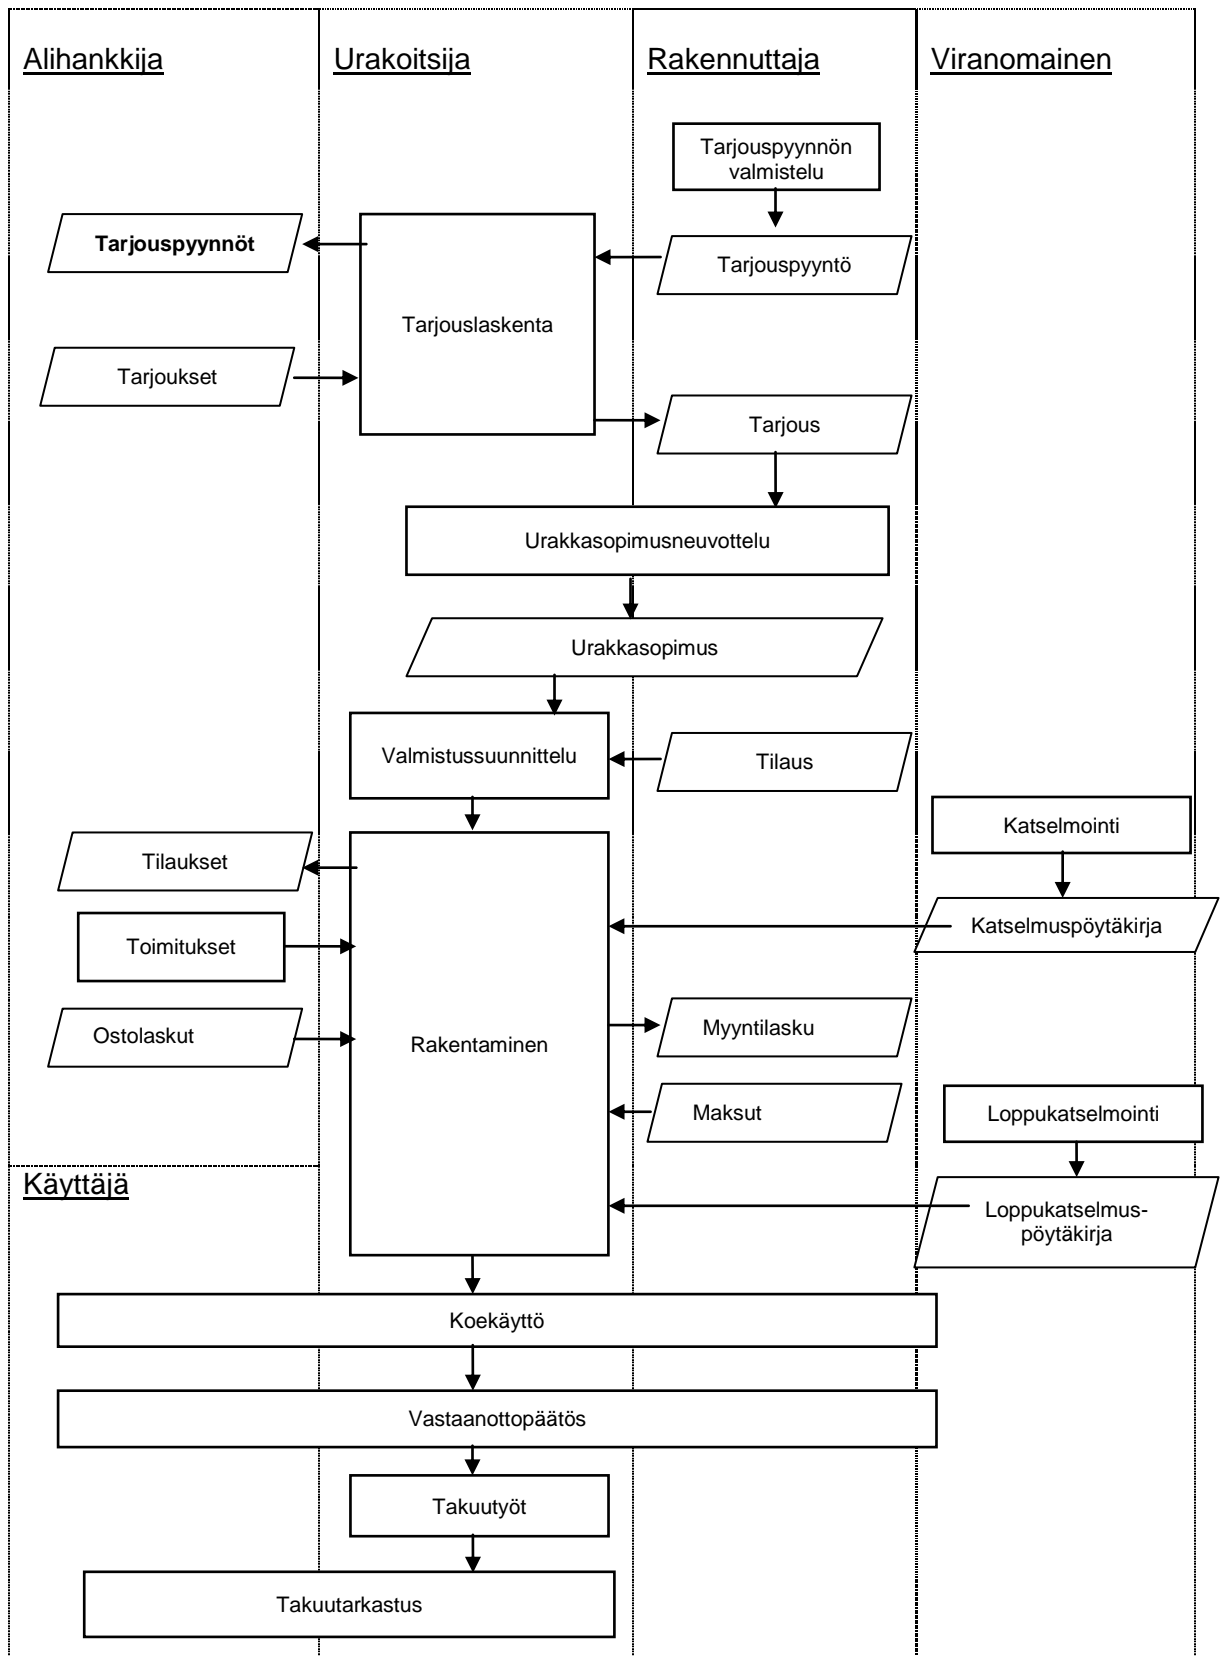 Alihankkija
Urakoitsija
Rakennuttaja
Viranomainen
Tarjouspyynnön
valmistelu
Tarjouspyynnöt
Tarjouspyyntö
Tarjouslaskenta
Tarjoukset
Tarjous
Urakkasopimusneuvottelu
Urakkasopimus
Valmistussuunnittelu
Tilaus
Katselmointi
Tilaukset
Toimitukset
Katselmuspöytäkirja
Ostolaskut
Rakentaminen
Myyntilasku
Maksut
Loppukatselmointi
Käyttäjä
Loppukatselmus-
pöytäkirja
Koekäyttö
Vastaanottopäätös
Takuutyöt
Takuutarkastus